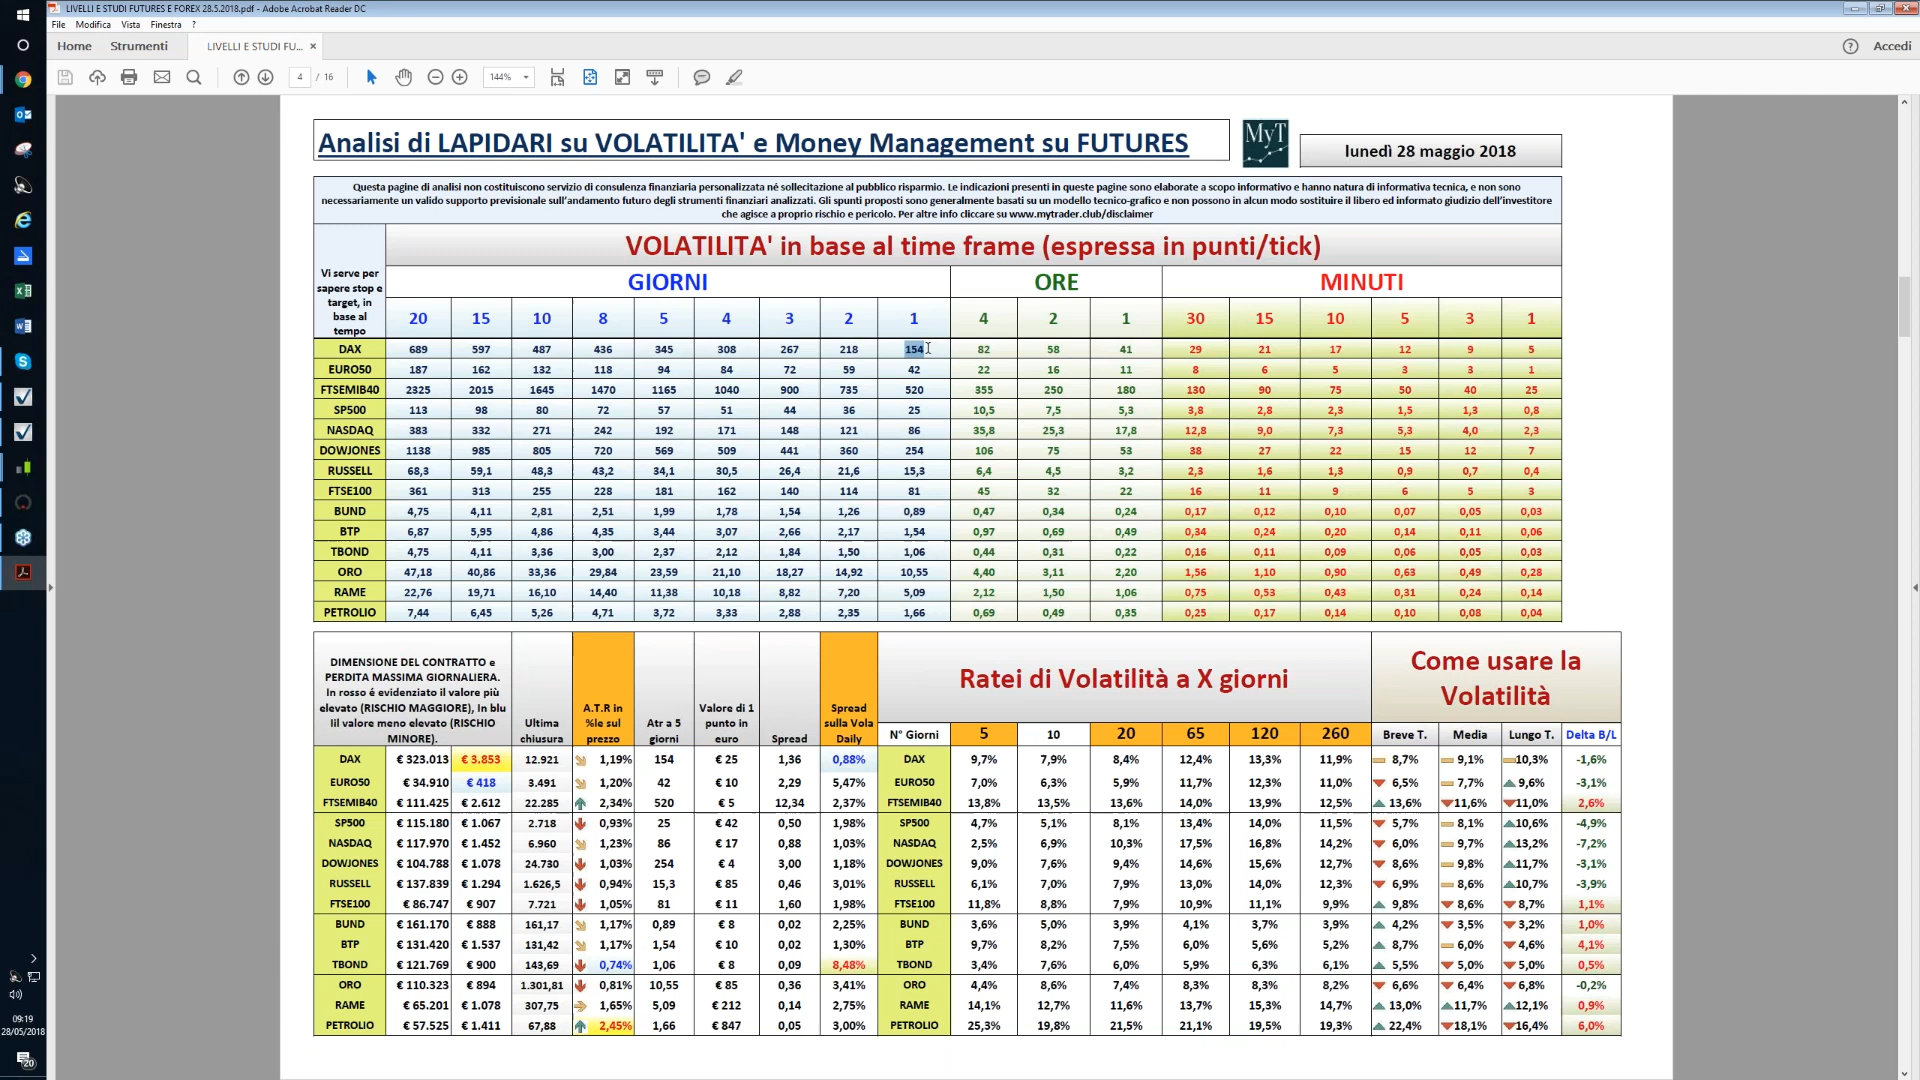 LIVELLI E STUDI FUTURES E FOREX 28.5.2018.pdf - Adobe Acrobat Reader DC
File Modifica Vista Finestra ?
Home Strumenti LIVELLI E STUDI FU... × Accedi
4 / 16 144%
Analisi di LAPIDARI su VOLATILITA' e Money Management su FUTURES
MyT
lunedì 28 maggio 2018
Questa pagine di analisi non costituiscono servizio di consulenza finanziaria personalizzata né sollecitazione al pubblico risparmio. Le indicazioni presenti in queste pagine sono elaborate a scopo informativo e hanno natura di informativa tecnica, e non sono
necessariamente un valido supporto previsionale sull'andamento futuro degli strumenti finanziari analizzati. Gli spunti proposti sono generalmente basati su un modello tecnico-grafico e non possono in alcun modo sostituire il libero ed informato giudizio dell'investitore
che agisce a proprio rischio e pericolo. Per altre info cliccare su www.mytrader.club/disclaimer
Vi serve per
sapere stop e
target, in
base al
tempo
VOLATILITA' in base al time frame (espressa in punti/tick)
GIORNI ORE MINUTI
20 15 10 8 5 4 3 2 1 4 2 1 30 15 10 5 3 1
DAX 689 597 487 436 345 308 267 218 154 82 58 41 29 21 17 12 9 5
EURO50 187 162 132 118 94 84 72 59 42 22 16 11 8 6 5 3 3 1
FTSEMIB40 2325 2015 1645 1470 1165 1040 900 735 520 355 250 180 130 90 75 50 40 25
SP500 113 98 80 72 57 51 44 36 25 10,5 7,5 5,3 3,8 2,8 2,3 1,5 1,3 0,8
NASDAQ 383 332 271 242 192 171 148 121 86 35,8 25,3 17,8 12,8 9,0 7,3 5,3 4,0 2,3
DOWJONES 1138 985 805 720 569 509 441 360 254 106 75 53 38 27 22 15 12 7
RUSSELL 68,3 59,1 48,3 43,2 34,1 30,5 26,4 21,6 15,3 6,4 4,5 3,2 2,3 1,6 1,3 0,9 0,7 0,4
FTSE100 361 313 255 228 181 162 140 114 81 45 32 22 16 11 9 6 5 3
BUND 4,75 4,11 2,81 2,51 1,99 1,78 1,54 1,26 0,89 0,47 0,34 0,24 0,17 0,12 0,10 0,07 0,05 0,03
BTP 6,87 5,95 4,86 4,35 3,44 3,07 2,66 2,17 1,54 0,97 0,69 0,49 0,34 0,24 0,20 0,14 0,11 0,06
TBOND 4,75 4,11 3,36 3,00 2,37 2,12 1,84 1,50 1,06 0,44 0,31 0,22 0,16 0,11 0,09 0,06 0,05 0,03
ORO 47,18 40,86 33,36 29,84 23,59 21,10 18,27 14,92 10,55 4,40 3,11 2,20 1,56 1,10 0,90 0,63 0,49 0,28
RAME 22,76 19,71 16,10 14,40 11,38 10,18 8,82 7,20 5,09 2,12 1,50 1,06 0,75 0,53 0,43 0,31 0,24 0,14
PETROLIO 7,44 6,45 5,26 4,71 3,72 3,33 2,88 2,35 1,66 0,69 0,49 0,35 0,25 0,17 0,14 0,10 0,08 0,04
DIMENSIONE DEL CONTRATTO e
PERDITA MASSIMA GIORNALIERA.
In rosso é evidenziato il valore più
elevato (RISCHIO MAGGIORE), In blu
lil valore meno elevato (RISCHIO
MINORE).
Ultima
chiusura
A.T.R in
%le sul
prezzo
Atr a 5
giorni
Valore di 1
punto in
euro
Spread
Spread
sulla Vola
Daily
Ratei di Volatilità a X giorni
Come usare la
Volatilità
N° Giorni 5 10 20 65 120 260 Breve T. Media Lungo T. Delta B/L
DAX € 323.013 € 3.853 12.921 1,19% 154 € 25 1,36 0,88% DAX 9,7% 7,9% 8,4% 12,4% 13,3% 11,9% 8,7% 9,1% 10,3% -1,6%
EURO50 € 34.910 € 418 3.491 1,20% 42 € 10 2,29 5,47% EURO50 7,0% 6,3% 5,9% 11,7% 12,3% 11,0% 6,5% 7,7% 9,6% -3,1%
FTSEMIB40 € 111.425 € 2.612 22.285 2,34% 520 € 5 12,34 2,37% FTSEMIB40 13,8% 13,5% 13,6% 14,0% 13,9% 12,5% 13,6% 11,6% 11,0% 2,6%
SP500 € 115.180 € 1.067 2.718 0,93% 25 € 42 0,50 1,98% SP500 4,7% 5,1% 8,1% 13,4% 14,0% 11,5% 5,7% 8,1% 10,6% -4,9%
NASDAQ € 117.970 € 1.452 6.960 1,23% 86 € 17 0,88 1,03% NASDAQ 2,5% 6,9% 10,3% 17,5% 16,8% 14,2% 6,0% 9,7% 13,2% -7,2%
DOWJONES € 104.788 € 1.078 24.730 1,03% 254 € 4 3,00 1,18% DOWJONES 9,0% 7,6% 9,4% 14,6% 15,6% 12,7% 8,6% 9,8% 11,7% -3,1%
RUSSELL € 137.839 € 1.294 1.626,5 0,94% 15,3 € 85 0,46 3,01% RUSSELL 6,1% 7,0% 7,9% 13,0% 14,0% 12,3% 6,9% 8,6% 10,7% -3,9%
FTSE100 € 86.747 € 907 7.721 1,05% 81 € 11 1,60 1,98% FTSE100 11,8% 8,8% 7,9% 10,9% 11,1% 9,9% 9,8% 8,6% 8,7% 1,1%
BUND € 161.170 € 888 161,17 1,17% 0,89 € 8 0,02 2,25% BUND 3,6% 5,0% 3,9% 4,1% 3,7% 3,9% 4,2% 3,5% 3,2% 1,0%
BTP € 131.420 € 1.537 131,42 1,17% 1,54 € 10 0,02 1,30% BTP 9,7% 8,2% 7,5% 6,0% 5,6% 5,2% 8,7% 6,0% 4,6% 4,1%
TBOND € 121.769 € 900 143,69 0,74% 1,06 € 8 0,09 8,48% TBOND 3,4% 7,6% 6,0% 5,9% 6,3% 6,1% 5,5% 5,0% 5,0% 0,5%
ORO € 110.323 € 894 1.301,81 0,81% 10,55 € 85 0,36 3,41% ORO 4,4% 8,6% 7,4% 8,3% 8,3% 8,2% 6,6% 6,4% 6,8% -0,2%
RAME € 65.201 € 1.078 307,75 1,65% 5,09 € 212 0,14 2,75% RAME 14,1% 12,7% 11,6% 13,7% 15,3% 14,7% 13,0% 11,7% 12,1% 0,9%
PETROLIO € 57.525 € 1.411 67,88 2,45% 1,66 € 847 0,05 3,00% PETROLIO 25,3% 19,8% 21,5% 21,1% 19,5% 19,3% 22,4% 18,1% 16,4% 6,0%
09:19
28/05/2018
20